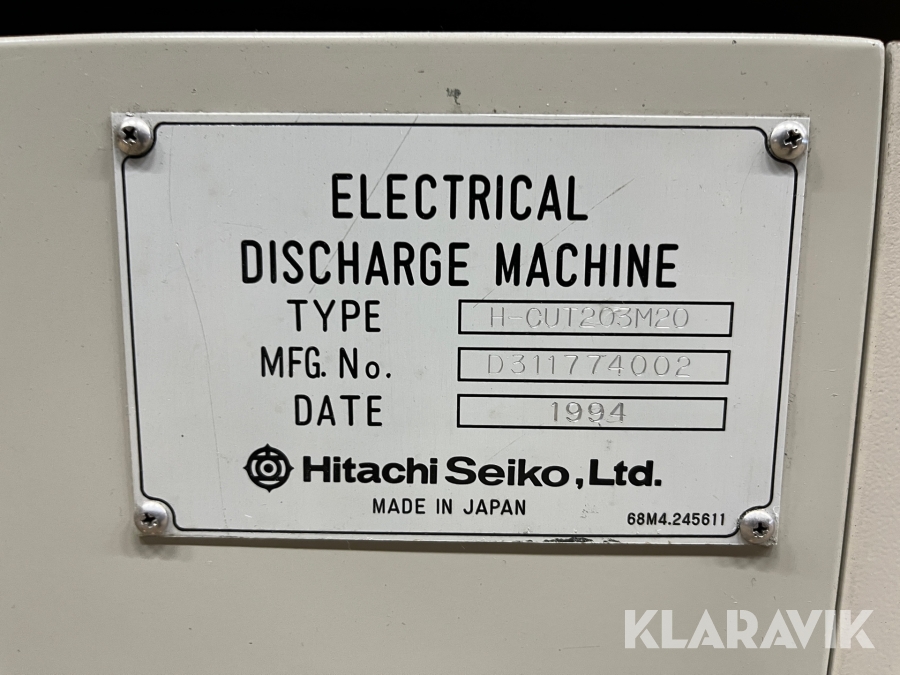 ELECTRICAL
DISCHARGE MACHINE
TYPE H-CUT203M20
MFG. No. D311774002
DATE 1994
Hitachi Seiko, Ltd.
MADE IN JAPAN
68M4.245611
KLARAVIK